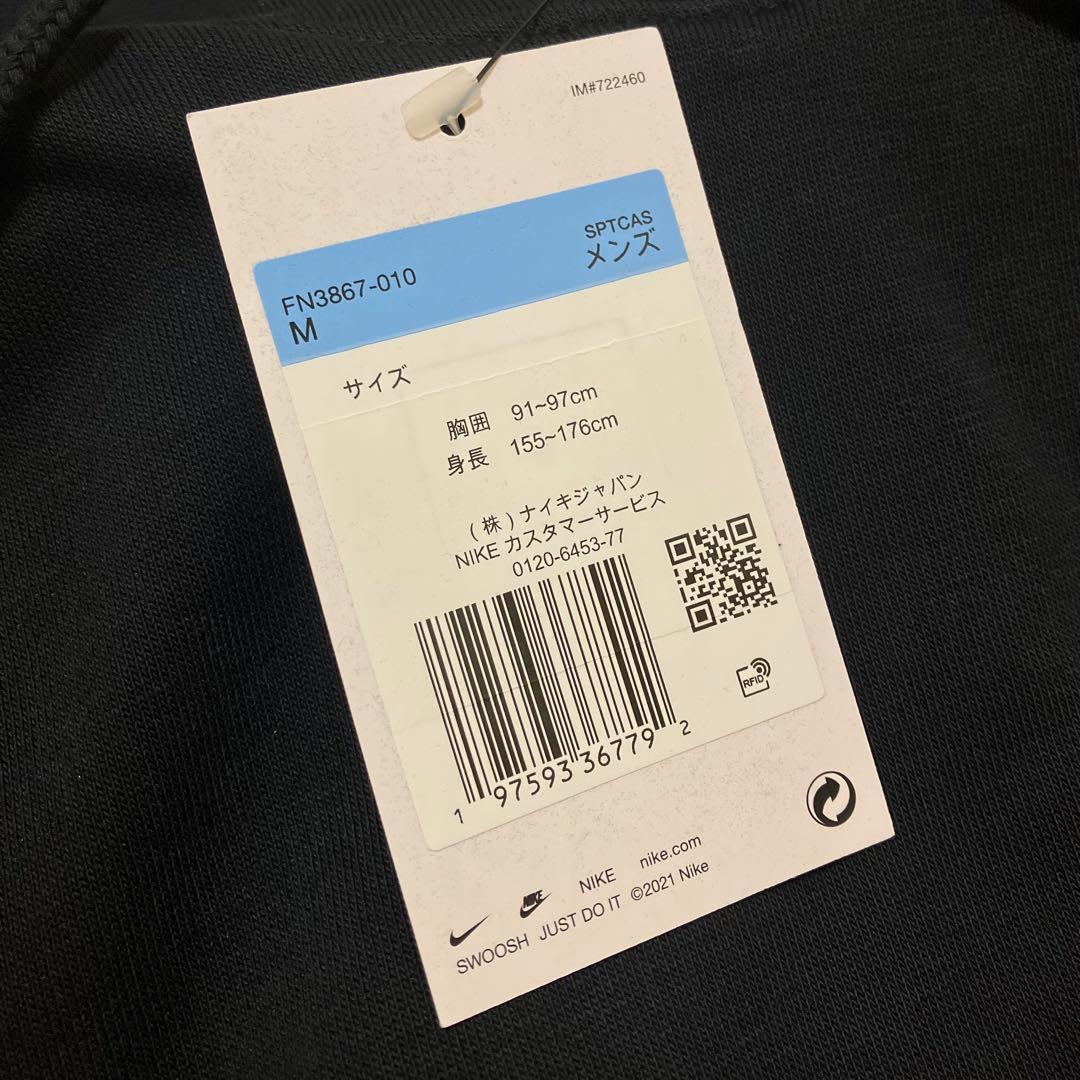 IM#722460
SPTCAS
メンズ
FN3867-010
M
サイズ
胸囲 91~97cm
身長 155~176cm
(株)ナイキジャパン
NIKE カスタマーサービス
0120-6453-77
RFID
1 97593 36779 2
NIKE nike.com
SWOOSH JUST DO IT ©2021 Nike